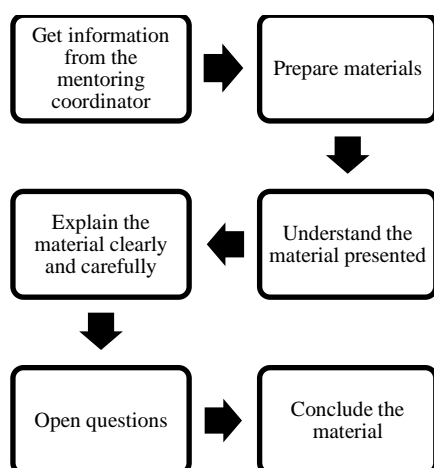 Get information
from the
mentoring
coordinator
Prepare materials
Understand the
material presented
Explain the
material clearly
and carefully
Open questions
Conclude the
material